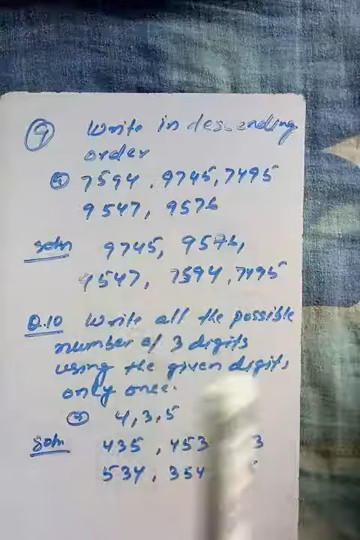 9 Write in descending
order
a 7594, 9745, 7495
9547, 9576
Soln 9745, 9576,
9547, 7594, 7495
Q.10 Write all the possible
number of 3 digits
using the given digits
only once.
4, 3, 5
Soln 435, 453 3
534, 354